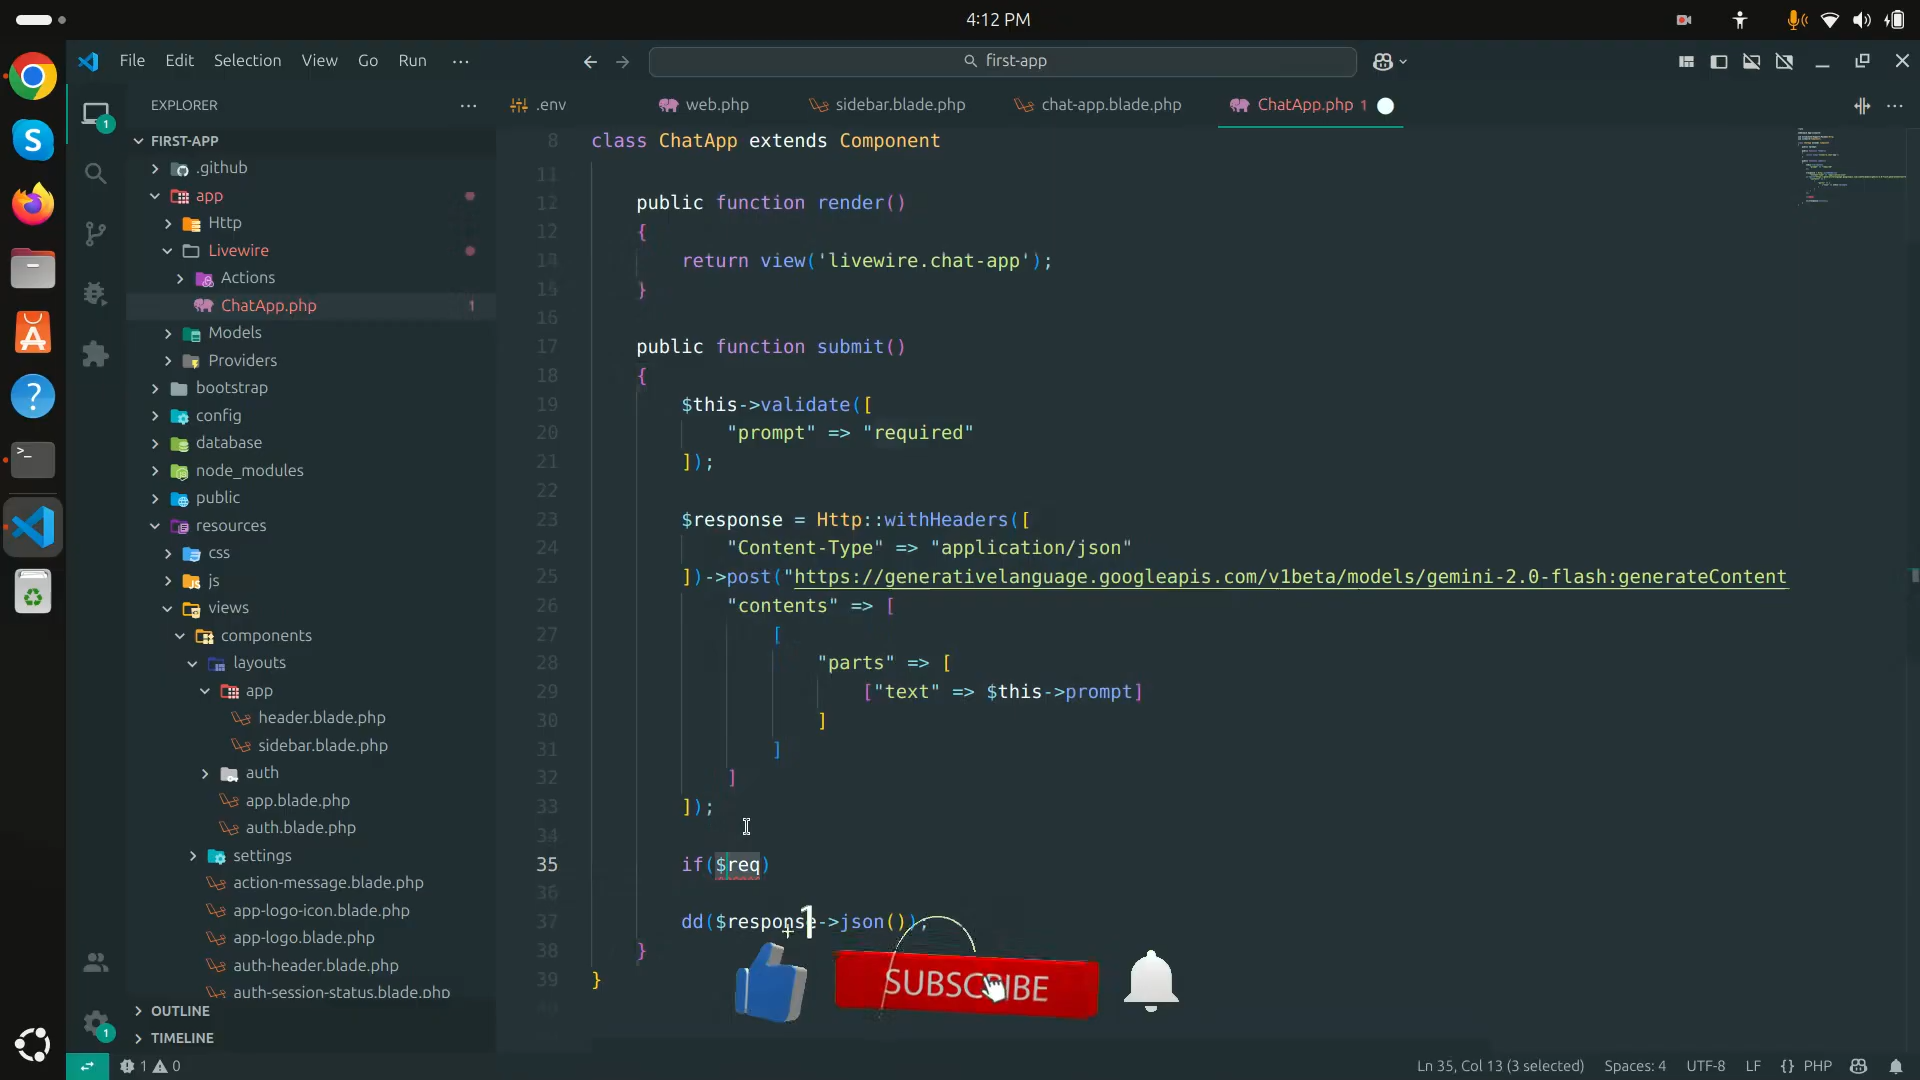 4:12 PM
File Edit Selection View Go Run ...
first-app
EXPLORER
.env
web.php
sidebar.blade.php
chat-app.blade.php
ChatApp.php 1
FIRST-APP
.github
app
Http
Livewire
Actions
ChatApp.php 1
Models
Providers
bootstrap
config
database
node_modules
public
resources
css
js
views
components
layouts
app
header.blade.php
sidebar.blade.php
auth
app.blade.php
auth.blade.php
settings
action-message.blade.php
app-logo-icon.blade.php
app-logo.blade.php
auth-header.blade.php
auth-session-status.blade.php
OUTLINE
TIMELINE
8 class ChatApp extends Component
11
12 public function render()
12 {
14 return view('livewire.chat-app');
15 }
16
17 public function submit()
18 {
19 $this->validate([
20 "prompt" => "required"
21 ]);
22
23 $response = Http::withHeaders([
24 "Content-Type" => "application/json"
25 ])->post("https://generativelanguage.googleapis.com/v1beta/models/gemini-2.0-flash:generateContent
26 "contents" => [
27 [
28 "parts" => [
29 ["text" => $this->prompt]
30 ]
31 ]
32 ]
33 ]);
34
35 if($req)
36
37 dd($response->json());
38 }
39 }
+1
SUBSCRIBE
1 0
Ln 35, Col 13 (3 selected) Spaces: 4 UTF-8 LF {} PHP